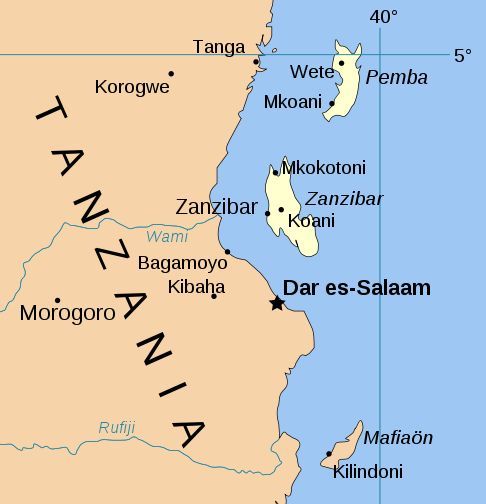 40°
5°
Tanga
Wete
Pemba
Korogwe
Mkoani
TANZANIA
Mkokotoni
Zanzibar
Zanzibar
Koani
Wami
Bagamoyo
Kibaha
Dar es-Salaam
Morogoro
Rufiji
Mafiaön
Kilindoni